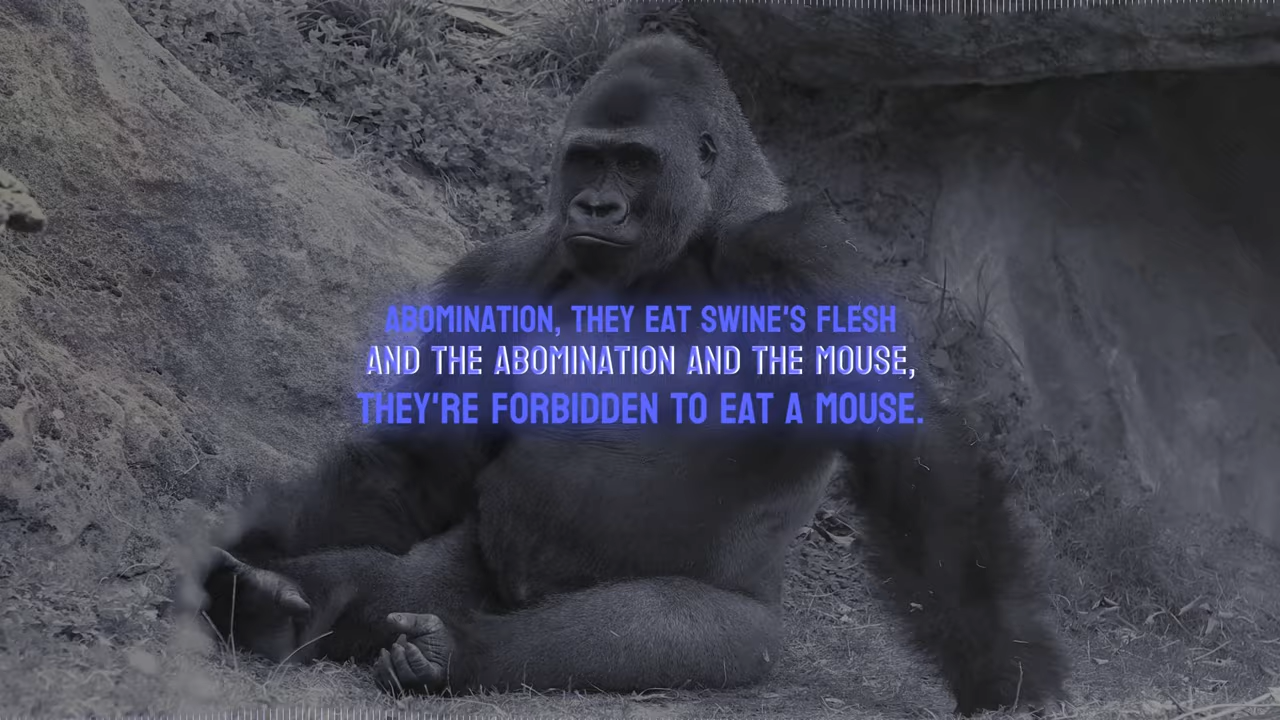 ABOMINATION, THEY EAT SWINE'S FLESH
AND THE ABOMINATION AND THE MOUSE,
THEY'RE FORBIDDEN TO EAT A MOUSE.